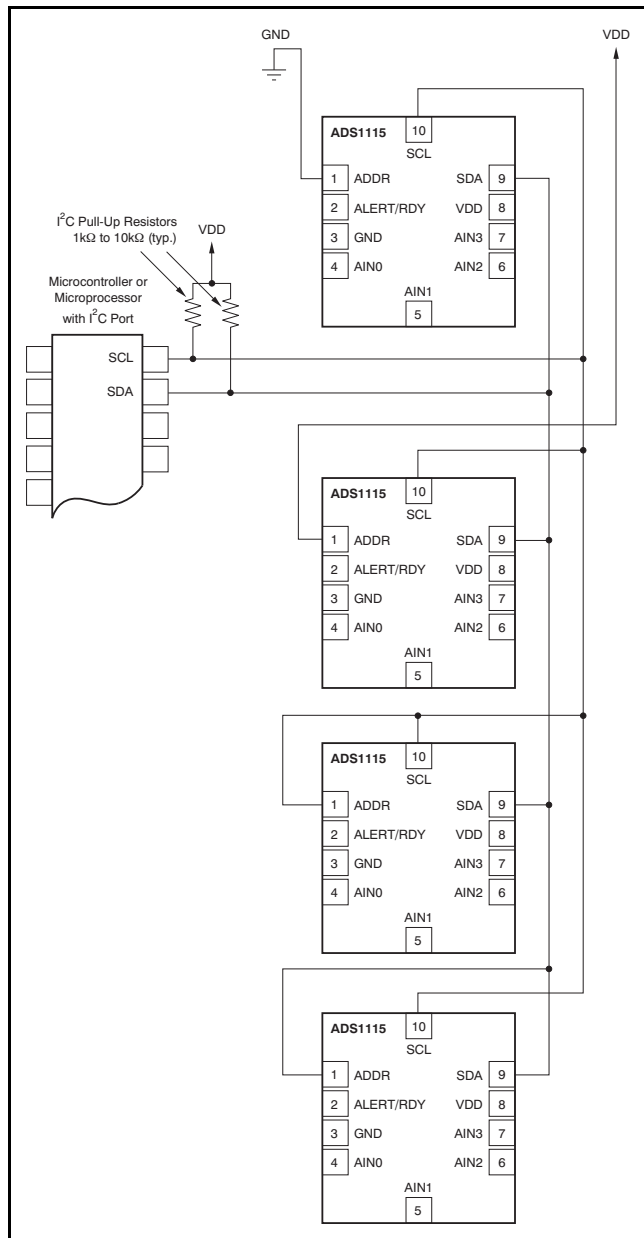 GND
VDD
ADS1115
10
SCL
1 ADDR SDA 9
2 ALERT/RDY VDD 8
3 GND AIN3 7
4 AIN0 AIN2 6
AIN1
5
I²C Pull-Up Resistors
1kΩ to 10kΩ (typ.)
VDD
Microcontroller or
Microprocessor
with I²C Port
SCL
SDA
ADS1115
10
SCL
1 ADDR SDA 9
2 ALERT/RDY VDD 8
3 GND AIN3 7
4 AIN0 AIN2 6
AIN1
5
ADS1115
10
SCL
1 ADDR SDA 9
2 ALERT/RDY VDD 8
3 GND AIN3 7
4 AIN0 AIN2 6
AIN1
5
ADS1115
10
SCL
1 ADDR SDA 9
2 ALERT/RDY VDD 8
3 GND AIN3 7
4 AIN0 AIN2 6
AIN1
5